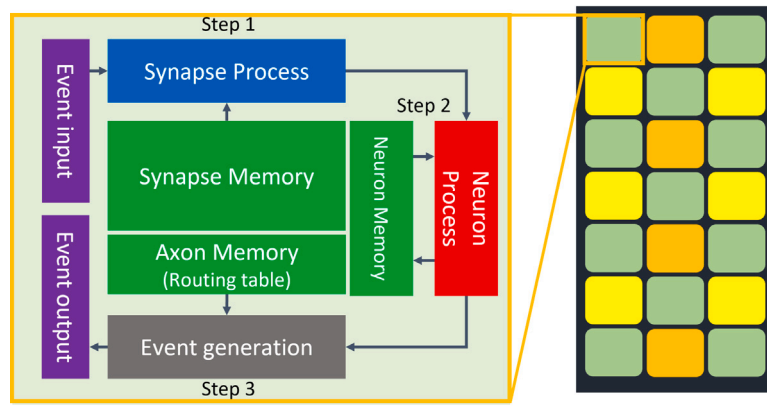 Step 1
Event input
Synapse Process
Step 2
Synapse Memory
Neuron Memory
Neuron
Process
Axon Memory
(Routing table)
Event output
Event generation
Step 3